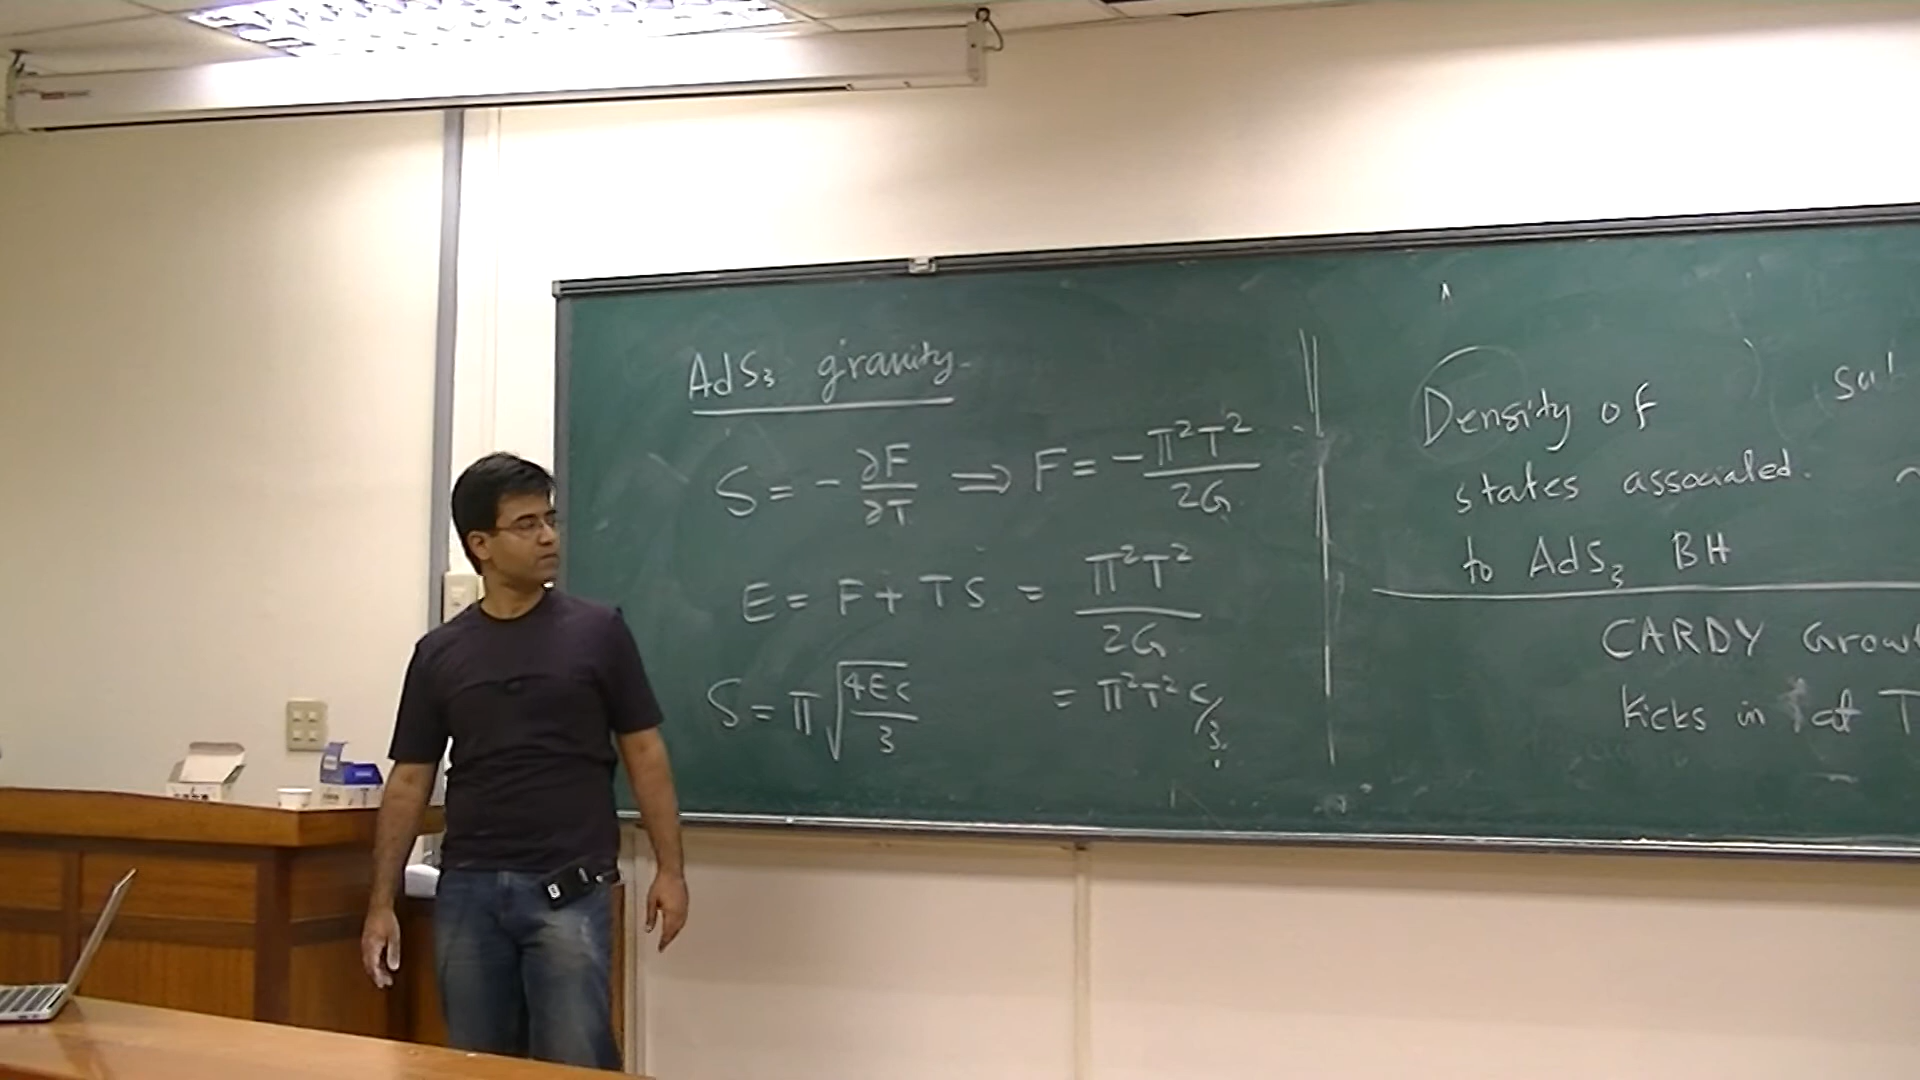 AdS₃ gravity.
S = - ∂F/∂T ⇒ F = - π²T²/2G
E = F + TS = π²T²/2G
S = π √(4Ec/3) = π²T² c/3.
Density of
states associated. ~
to AdS₃ BH
CARDY Growt
Kicks in at T